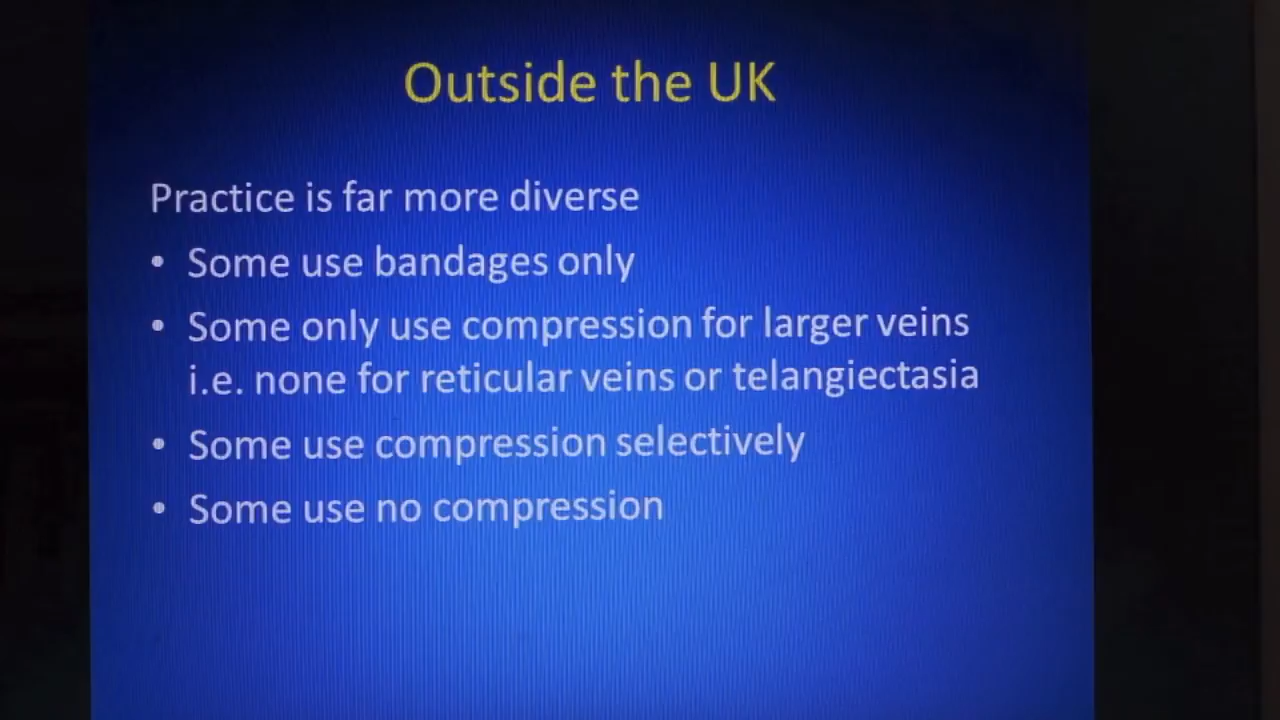 Outside the UK
Practice is far more diverse
• Some use bandages only
• Some only use compression for larger veins
i.e. none for reticular veins or telangiectasia
• Some use compression selectively
• Some use no compression